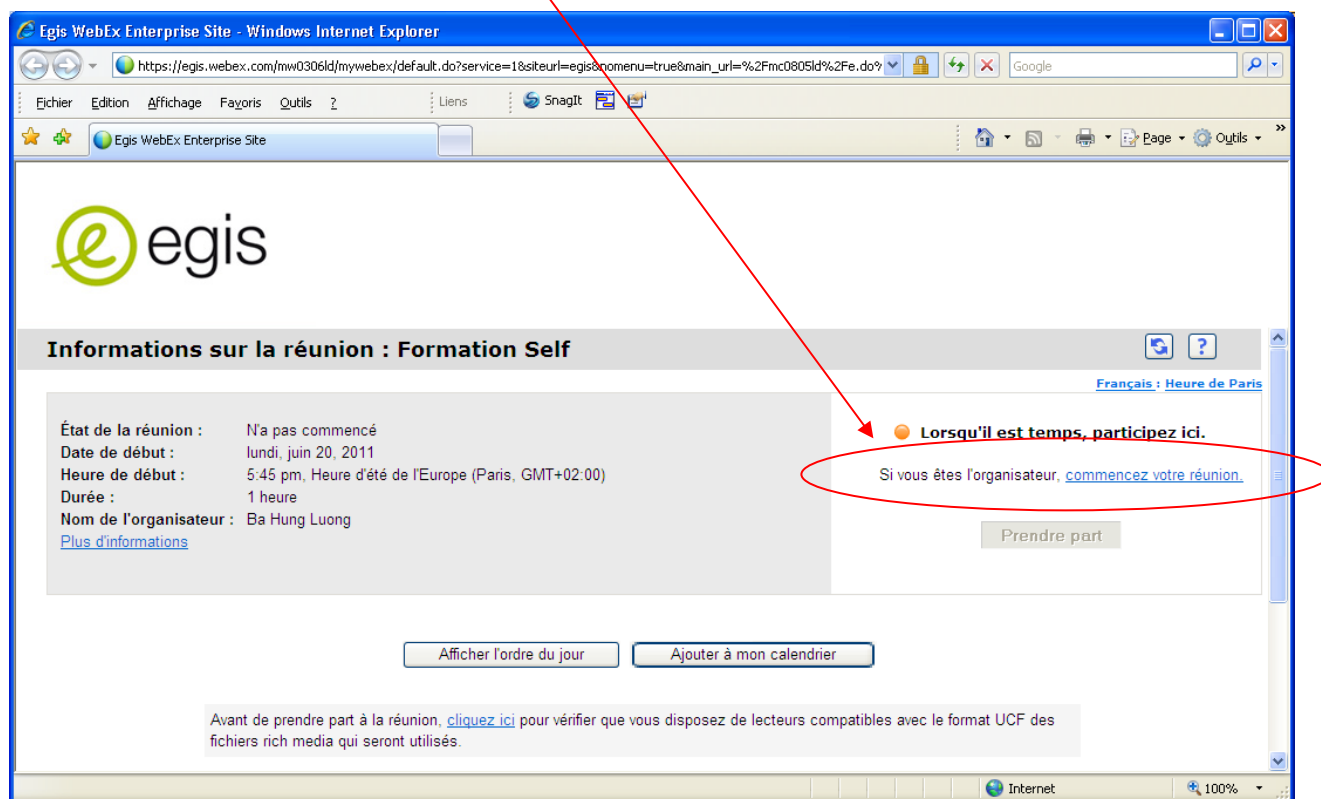 Egis WebEx Enterprise Site - Windows Internet Explorer
https://egis.webex.com/mw0306ld/mywebex/default.do?service=1&siteurl=egis&nomenu=true&main_url=%2Fmc0805ld%2Fe.do?
Google
Fichier Edition Affichage Favoris Outils ? Liens SnagIt
Egis WebEx Enterprise Site
Page Outils »
e egis
Informations sur la réunion : Formation Self
?
Français : Heure de Paris
État de la réunion : N'a pas commencé
Date de début : lundi, juin 20, 2011
Heure de début : 5:45 pm, Heure d'été de l'Europe (Paris, GMT+02:00)
Durée : 1 heure
Nom de l'organisateur : Ba Hung Luong
Plus d'informations
Lorsqu'il est temps, participez ici.
Si vous êtes l'organisateur, commencez votre réunion.
Prendre part
Afficher l'ordre du jour Ajouter à mon calendrier
Avant de prendre part à la réunion, cliquez ici pour vérifier que vous disposez de lecteurs compatibles avec le format UCF des
fichiers rich media qui seront utilisés.
Internet 100%